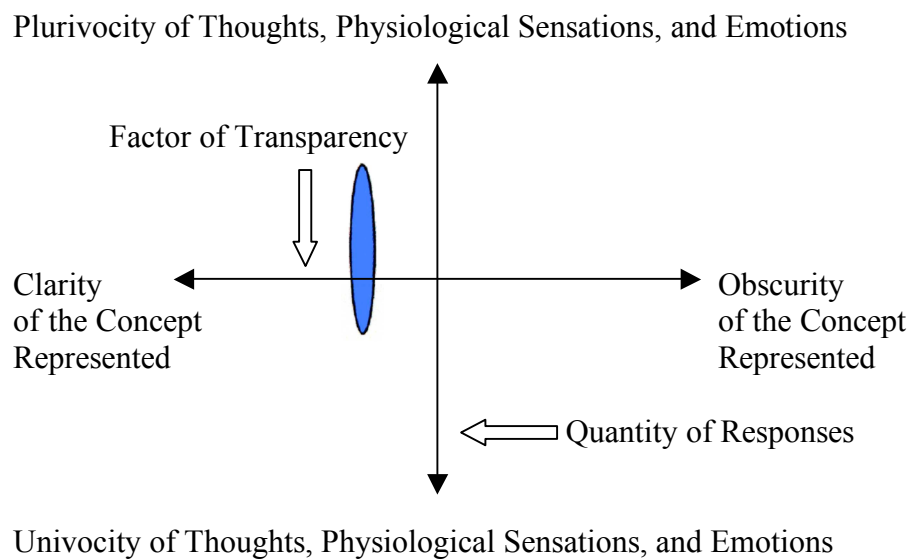 Plurivocity of Thoughts, Physiological Sensations, and Emotions
Factor of Transparency
Clarity
of the Concept
Represented
Obscurity
of the Concept
Represented
Quantity of Responses
Univocity of Thoughts, Physiological Sensations, and Emotions